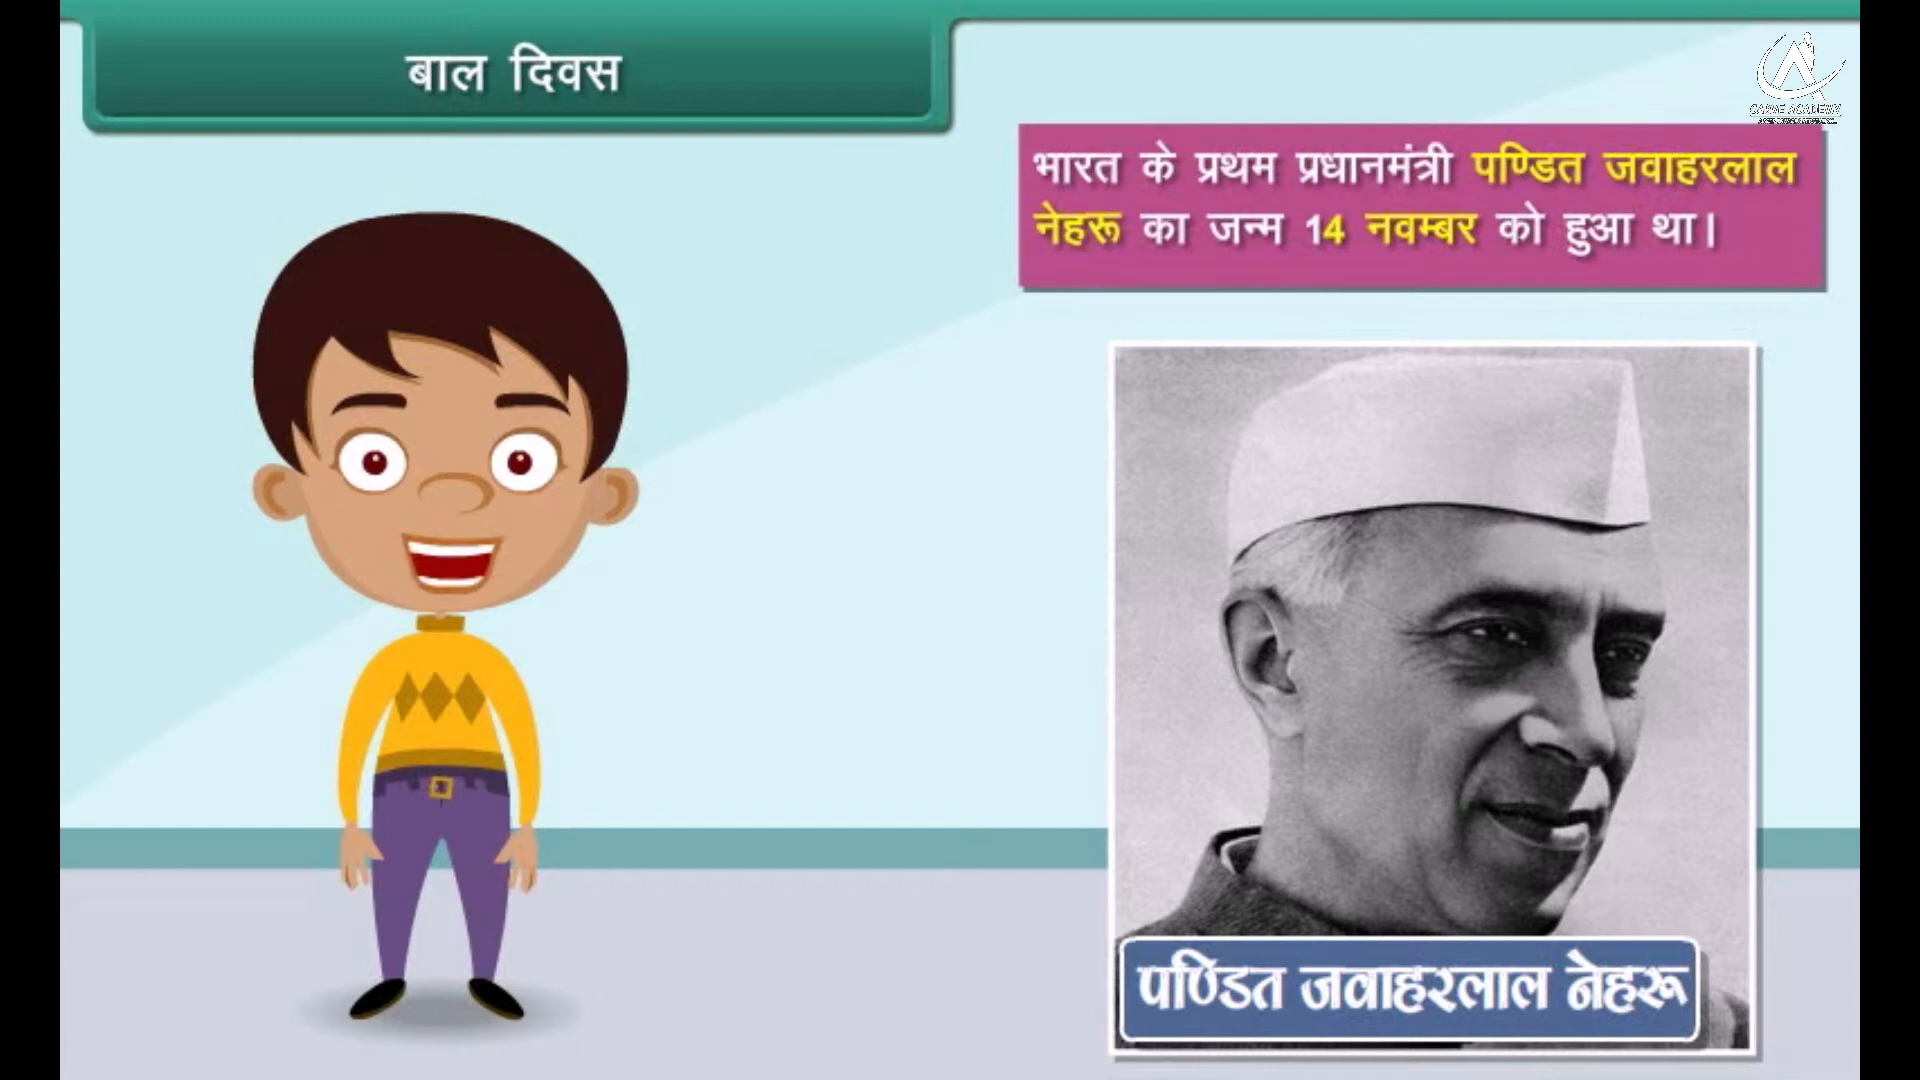 बाल दिवस
भारत के प्रथम प्रधानमंत्री पण्डित जवाहरलाल
नेहरू का जन्म 14 नवम्बर को हुआ था।
पण्डित जवाहरलाल नेहरू